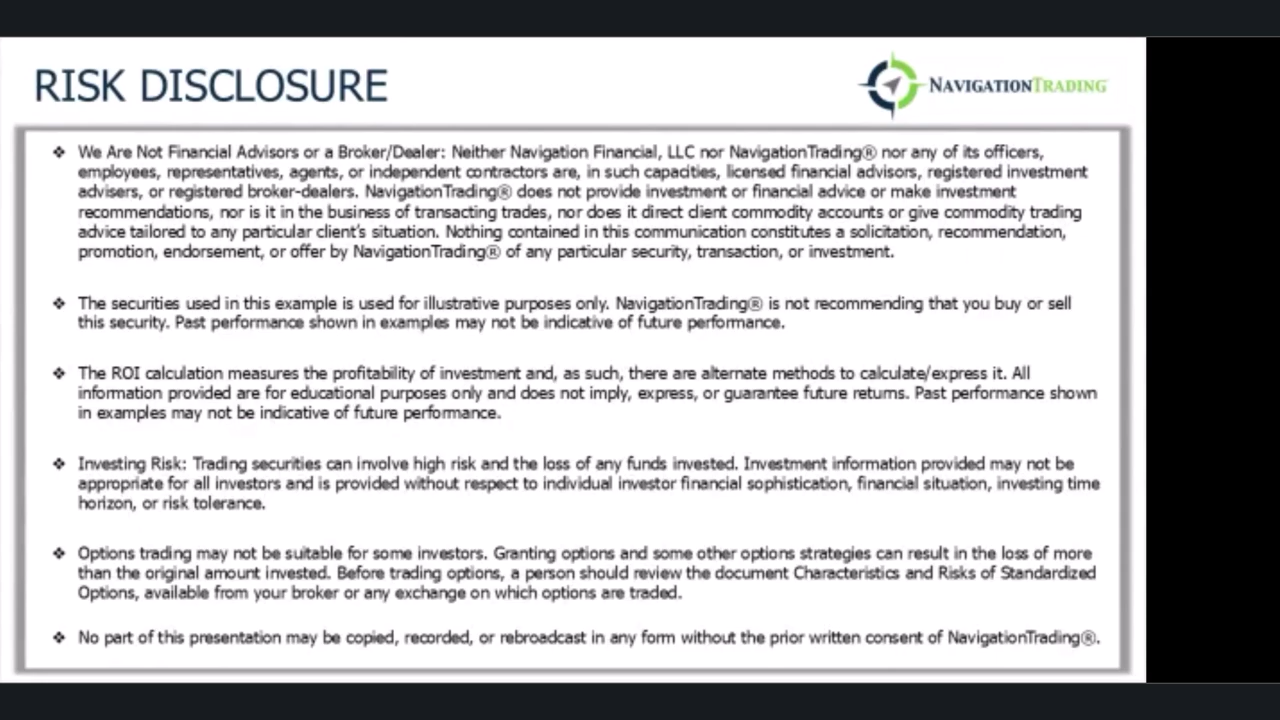 RISK DISCLOSURE
NAVIGATIONTRADING
❖ We Are Not Financial Advisors or a Broker/Dealer: Neither Navigation Financial, LLC nor NavigationTrading® nor any of its officers,
employees, representatives, agents, or independent contractors are, in such capacities, licensed financial advisors, registered investment
advisers, or registered broker-dealers. NavigationTrading® does not provide investment or financial advice or make investment
recommendations, nor is it in the business of transacting trades, nor does it direct client commodity accounts or give commodity trading
advice tailored to any particular client's situation. Nothing contained in this communication constitutes a solicitation, recommendation,
promotion, endorsement, or offer by NavigationTrading® of any particular security, transaction, or investment.
❖ The securities used in this example is used for illustrative purposes only. NavigationTrading® is not recommending that you buy or sell
this security. Past performance shown in examples may not be indicative of future performance.
❖ The ROI calculation measures the profitability of investment and, as such, there are alternate methods to calculate/express it. All
information provided are for educational purposes only and does not imply, express, or guarantee future returns. Past performance shown
in examples may not be indicative of future performance.
❖ Investing Risk: Trading securities can involve high risk and the loss of any funds invested. Investment information provided may not be
appropriate for all investors and is provided without respect to individual investor financial sophistication, financial situation, investing time
horizon, or risk tolerance.
❖ Options trading may not be suitable for some investors. Granting options and some other options strategies can result in the loss of more
than the original amount invested. Before trading options, a person should review the document Characteristics and Risks of Standardized
Options, available from your broker or any exchange on which options are traded.
❖ No part of this presentation may be copied, recorded, or rebroadcast in any form without the prior written consent of NavigationTrading®.